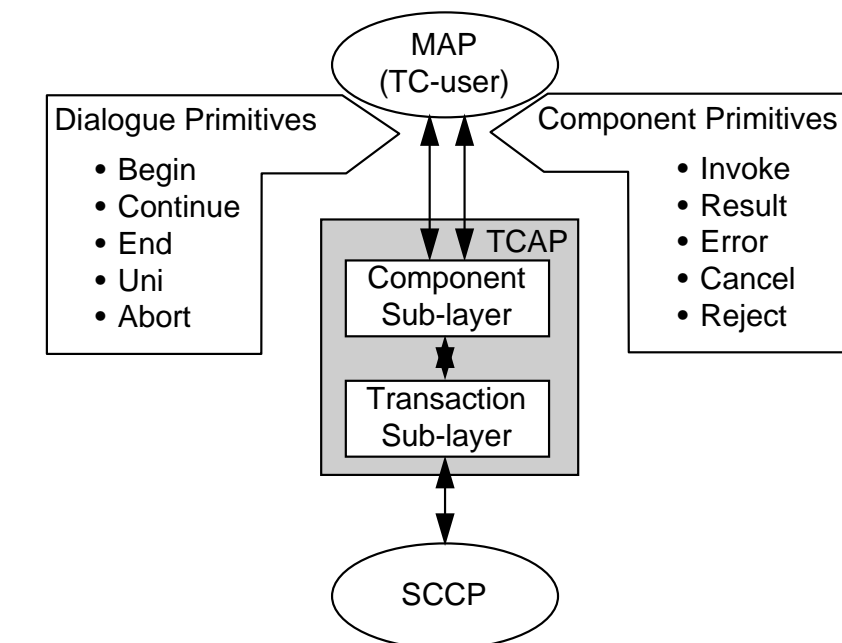 MAP
(TC-user)
Dialogue Primitives
• Begin
• Continue
• End
• Uni
• Abort
Component Primitives
• Invoke
• Result
• Error
• Cancel
• Reject
TCAP
Component
Sub-layer
Transaction
Sub-layer
SCCP